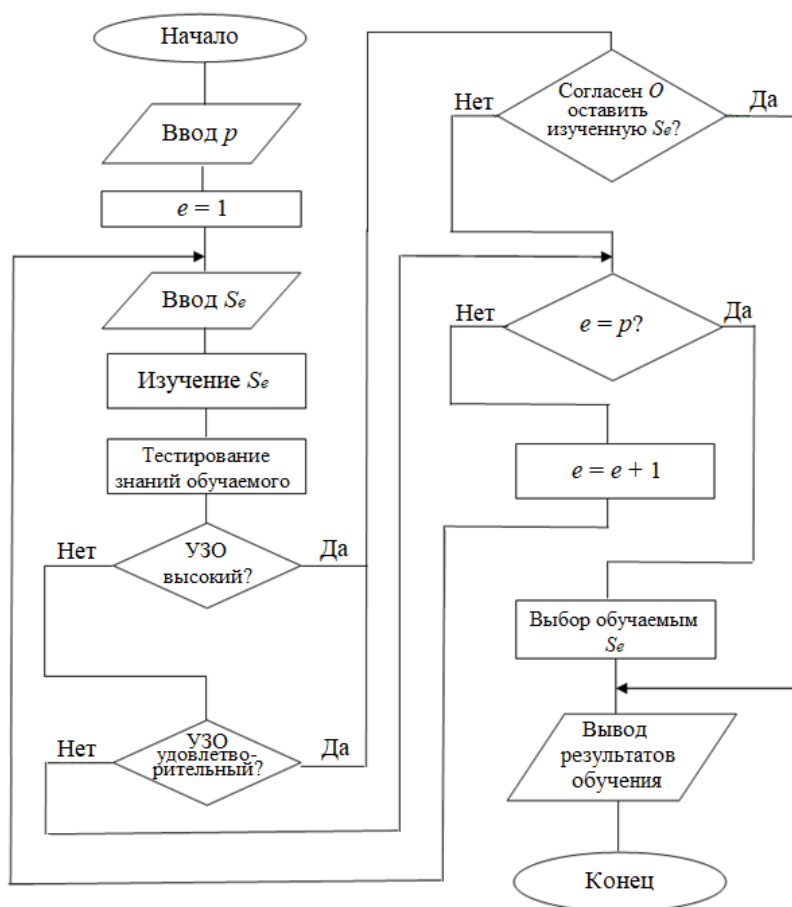 Начало
Ввод p
e = 1
Ввод Se
Изучение Se
Тестирование
знаний обучаемого
Нет
УЗО
высокий?
Да
Нет
УЗО
удовлетво-
рительный?
Да
Нет
Согласен О
оставить
изученную Se?
Да
Нет
e = p?
Да
e = e + 1
Выбор обучаемым
Se
Вывод
результатов
обучения
Конец